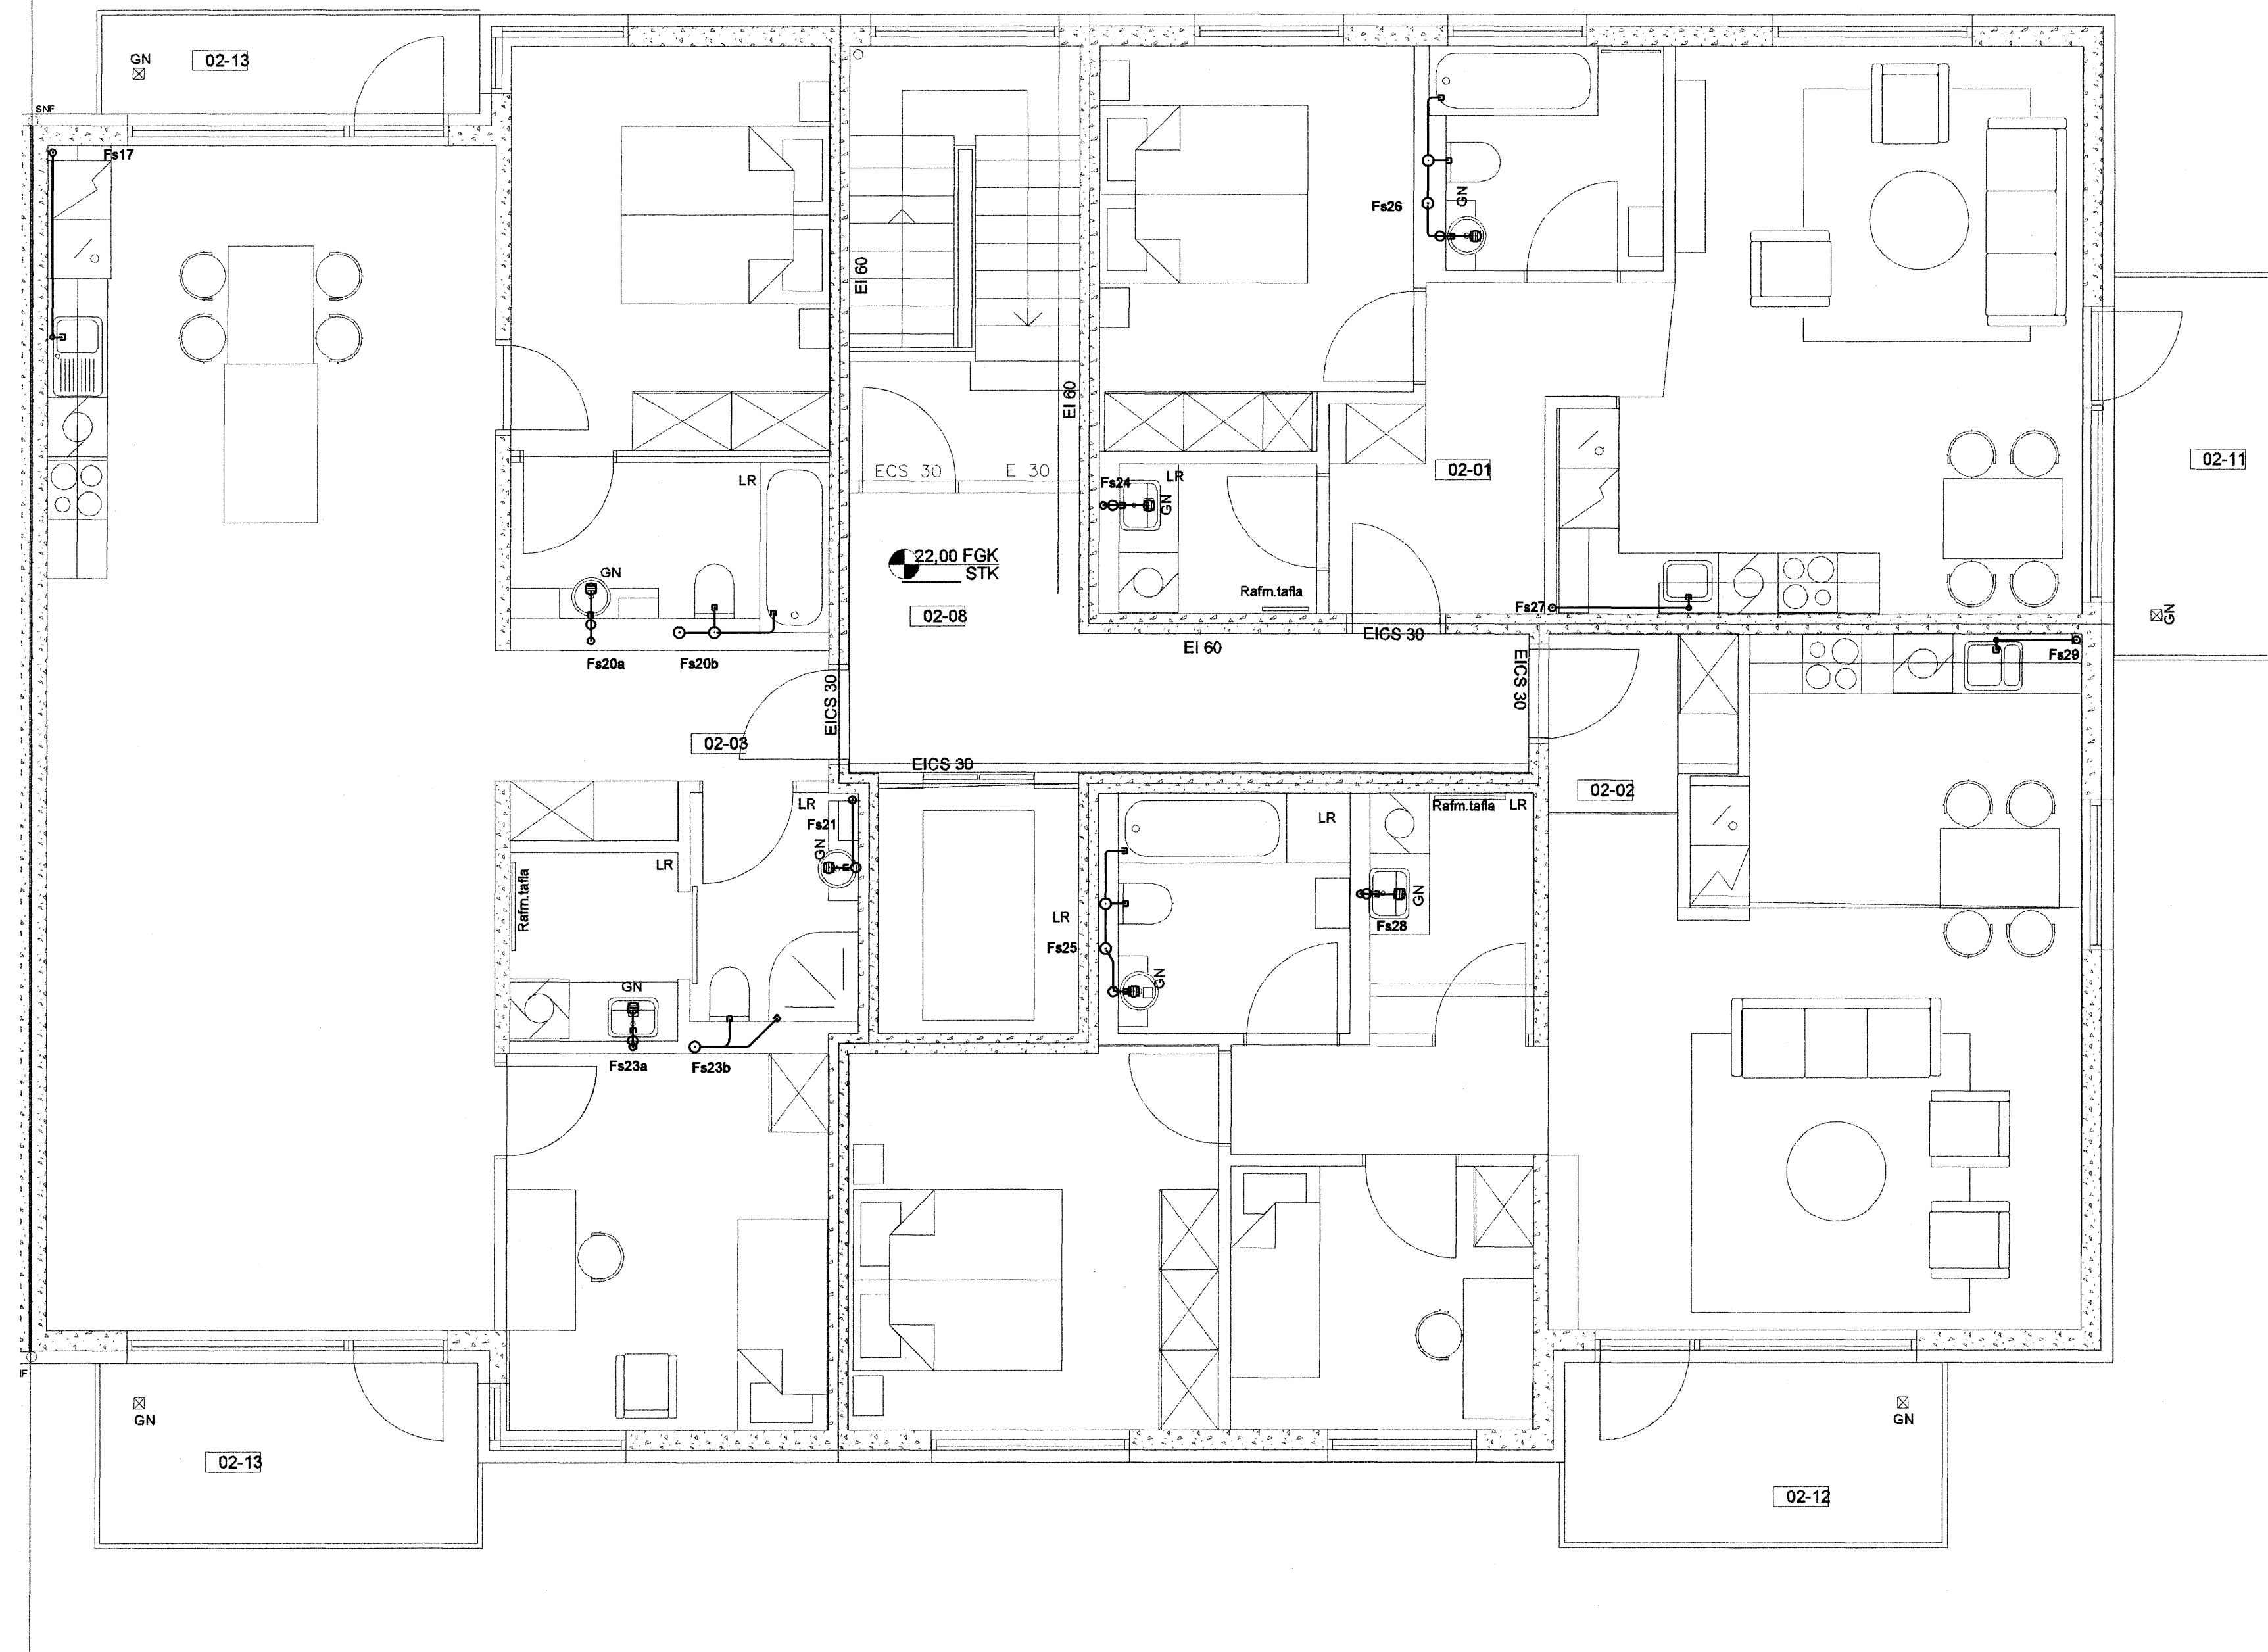 GN
02-13
SNF
Fs17
GN
Fs26
EI 60
EI 60
ECS 30
E 30
LR
Fs24
LR
GN
02-01
02-11
22,00 FGK
STK
GN
Rafm.tafla
02-08
Fs27
GN
EICS 30
EI 60
Fs20a
Fs20b
EICS 30
EICS 30
Fs29
02-03
EICS 30
02-02
LR
Fs21
GN
LR
Rafm.tafla
LR
LR
Rafm.tafla
GN
Fs28
LR
Fs25
GN
GN
Fs23a
Fs23b
GN
02-13
GN
02-12